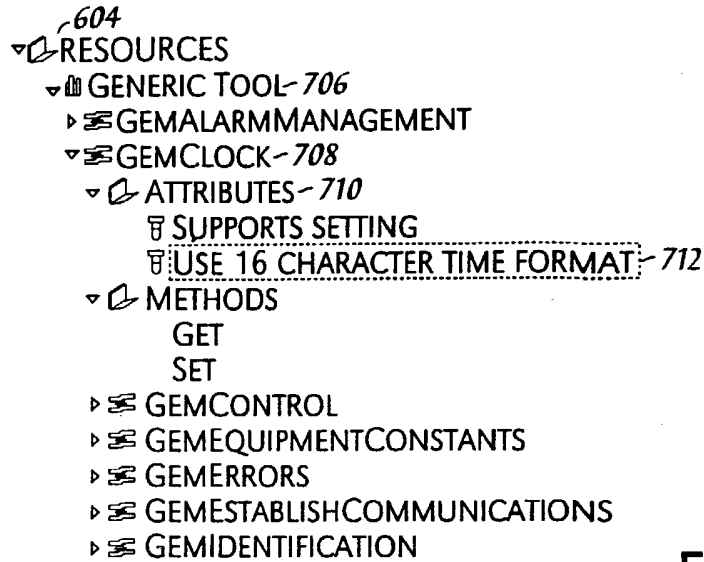 604
RESOURCES
GENERIC TOOL 706
GEMALARMMANAGEMENT
GEMCLOCK 708
ATTRIBUTES 710
SUPPORTS SETTING
USE 16 CHARACTER TIME FORMAT 712
METHODS
GET
SET
GEMCONTROL
GEMEQUIPMENTCONSTANTS
GEMERRORS
GEMESTABLISHCOMMUNICATIONS
GEMIDENTIFICATION